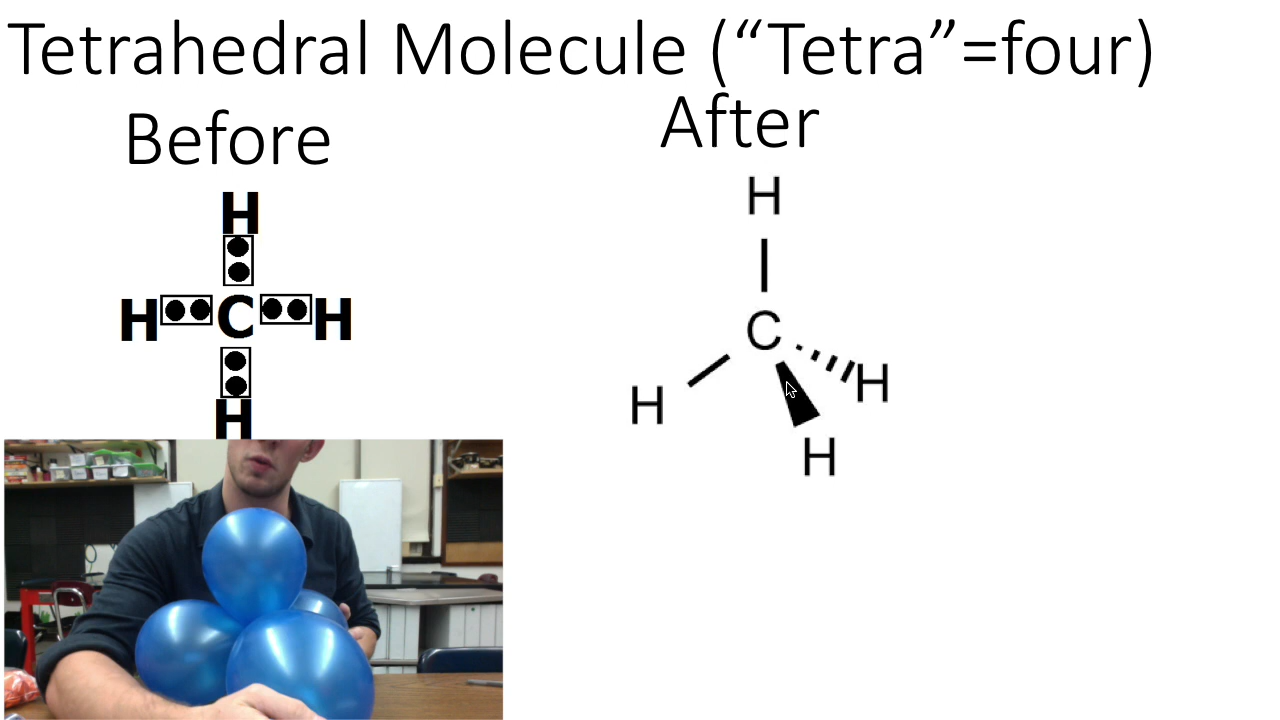 Tetrahedral Molecule (“Tetra”=four)
Before
After
H
H C H
H
H
C
H
H
H